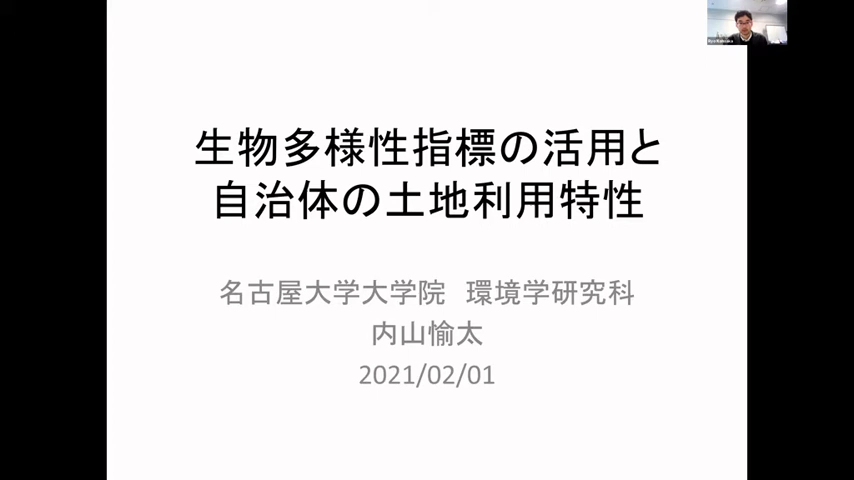 生物多様性指標の活用と
自治体の土地利用特性
名古屋大学大学院 環境学研究科
内山愉太
2021/02/01